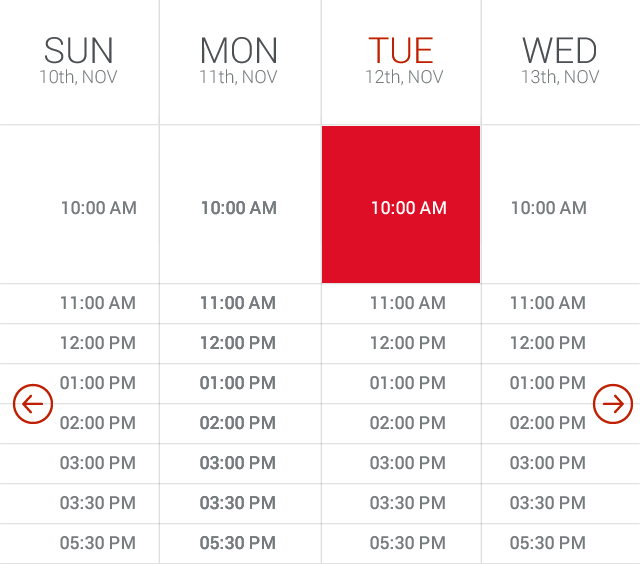 SUN MON TUE WED
10th, NOV 11th, NOV 12th, NOV 13th, NOV
10:00 AM 10:00 AM 10:00 AM 10:00 AM
11:00 AM 11:00 AM 11:00 AM 11:00 AM
12:00 PM 12:00 PM 12:00 PM 12:00 PM
01:00 PM 01:00 PM 01:00 PM 01:00 PM
02:00 PM 02:00 PM 02:00 PM 02:00 PM
03:00 PM 03:00 PM 03:00 PM 03:00 PM
03:30 PM 03:30 PM 03:30 PM 03:30 PM
05:30 PM 05:30 PM 05:30 PM 05:30 PM